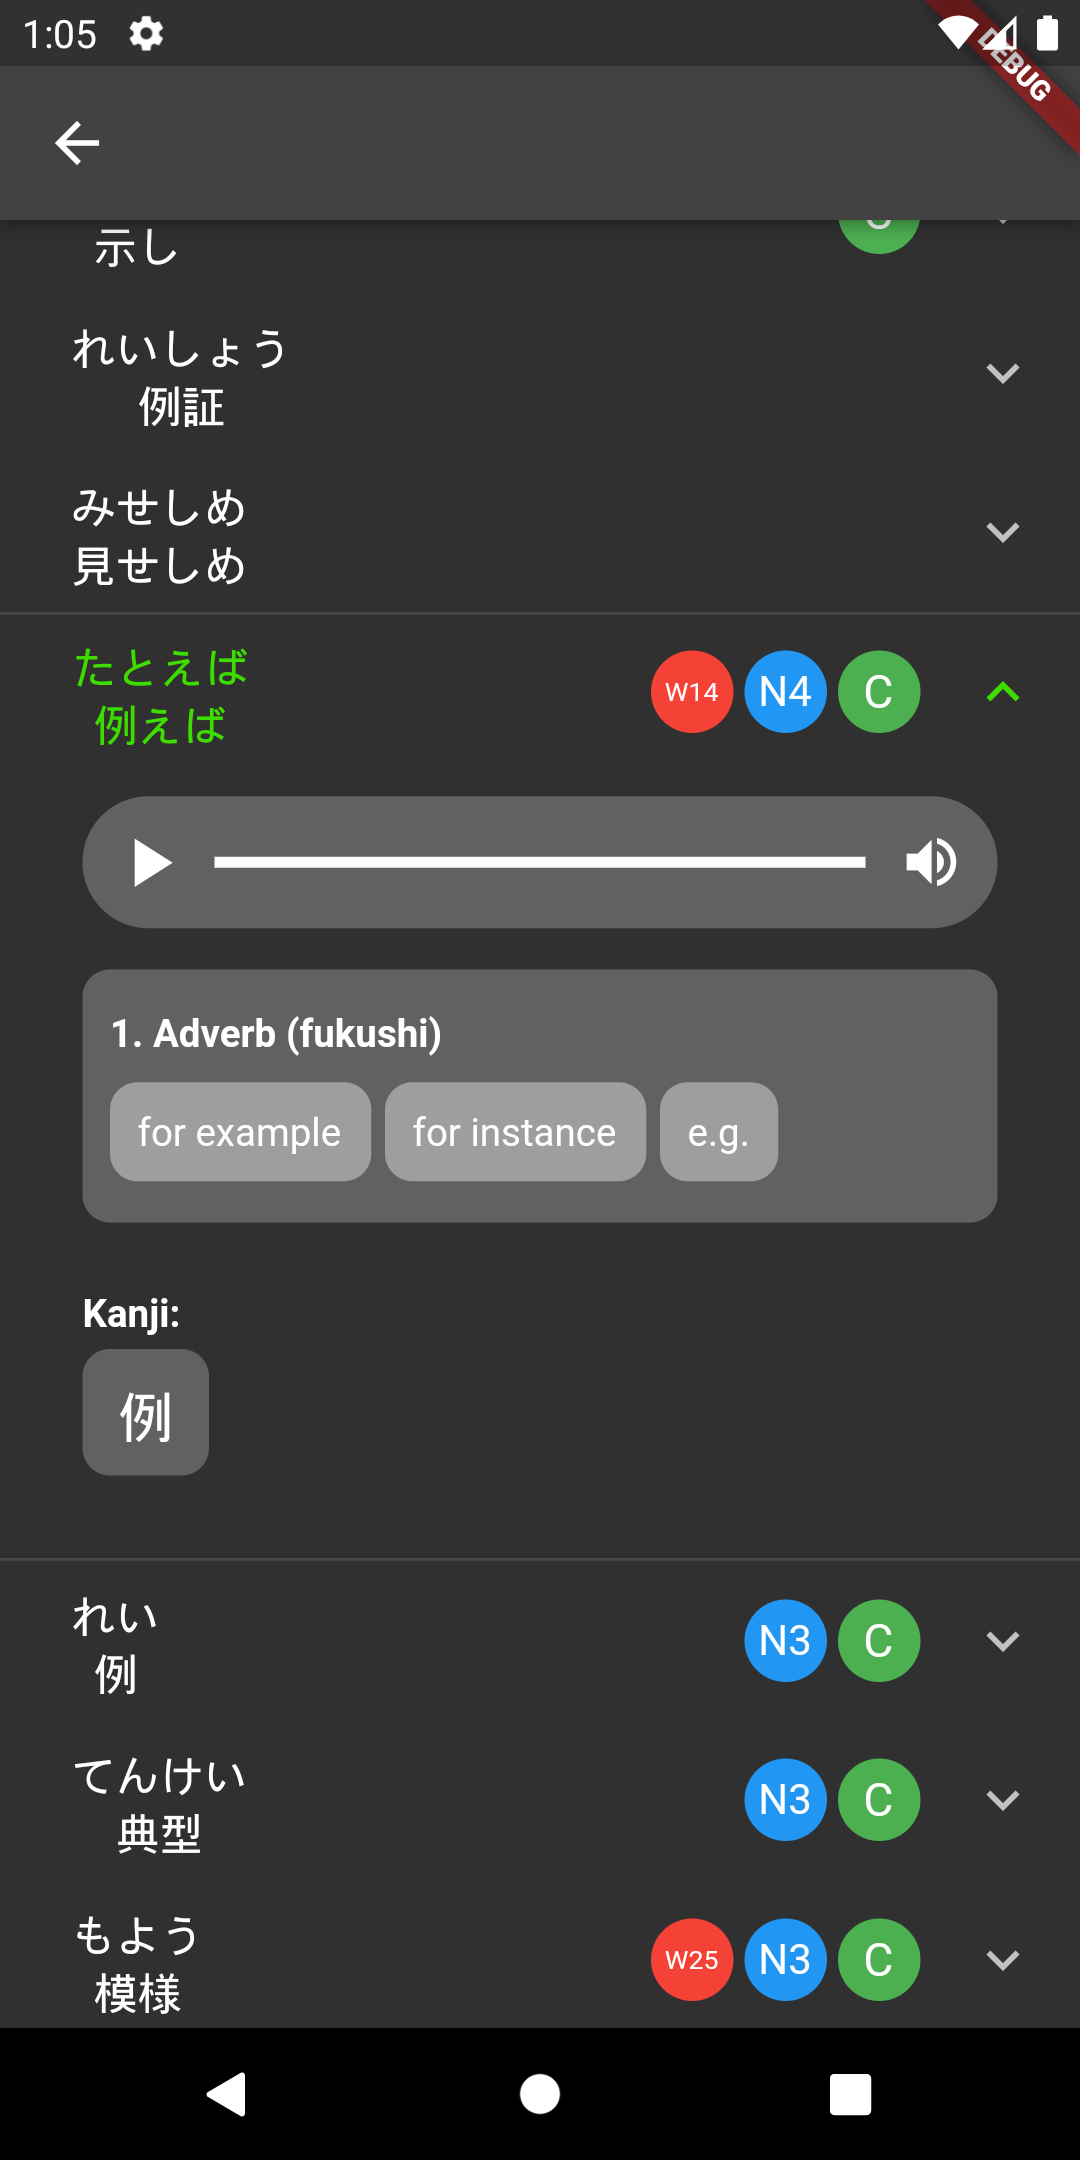 1:05
DEBUG
示し
れいしょう
例証
みせしめ
見せしめ
たとえば
例えば
W14 N4 C
1. Adverb (fukushi)
for example for instance e.g.
Kanji:
例
れい
例
N3 C
てんけい
典型
N3 C
もよう
模様
W25 N3 C